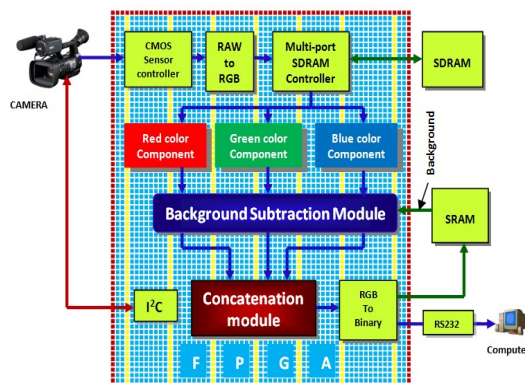 CMOS
Sensor
controller
RAW
to
RGB
Multi-port
SDRAM
Controller
SDRAM
CAMERA
Red color
Component
Green color
Component
Blue color
Component
Background
Background Subtraction Module
SRAM
I²C
Concatenation
module
RGB
To
Binary
RS232
Compute
F P G A